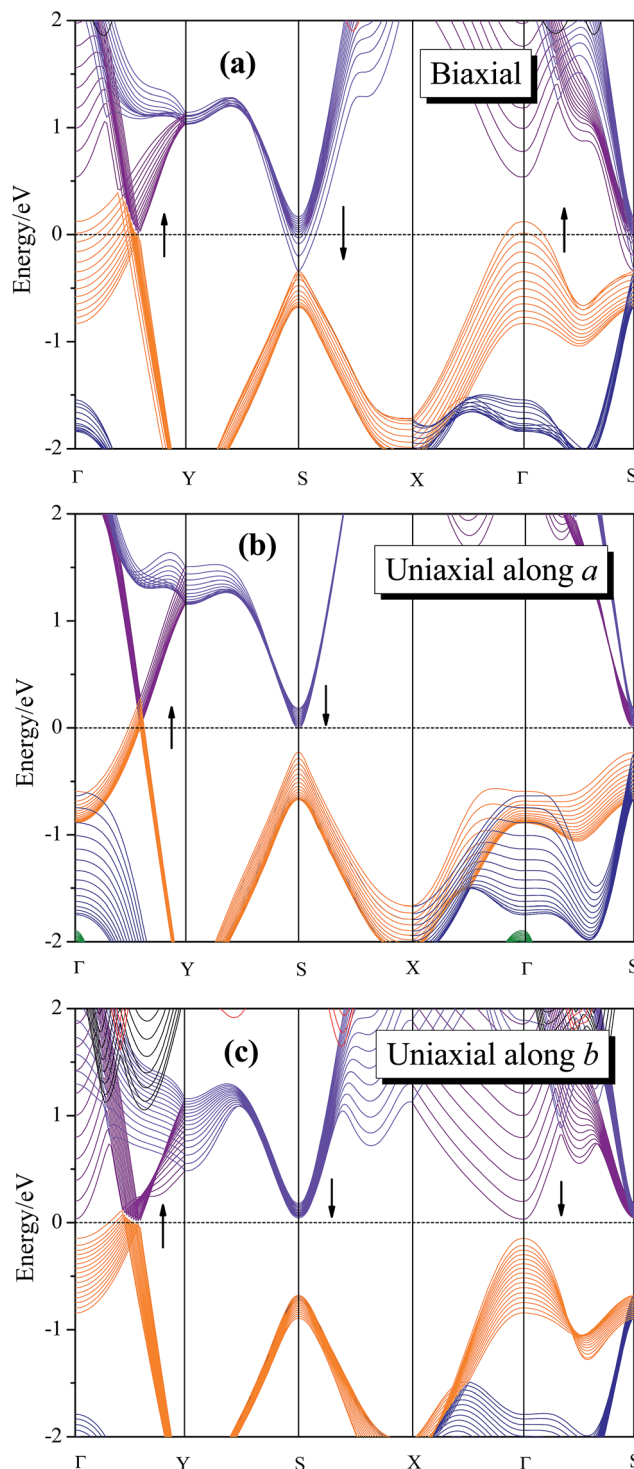 2
(a)
Biaxial
1
Energy/eV
0
-1
-2
Γ Y S X Γ S
2
(b)
Uniaxial along a
1
Energy/eV
0
-1
-2
Γ Y S X Γ S
2
(c)
Uniaxial along b
1
Energy/eV
0
-1
-2
Γ Y S X Γ S